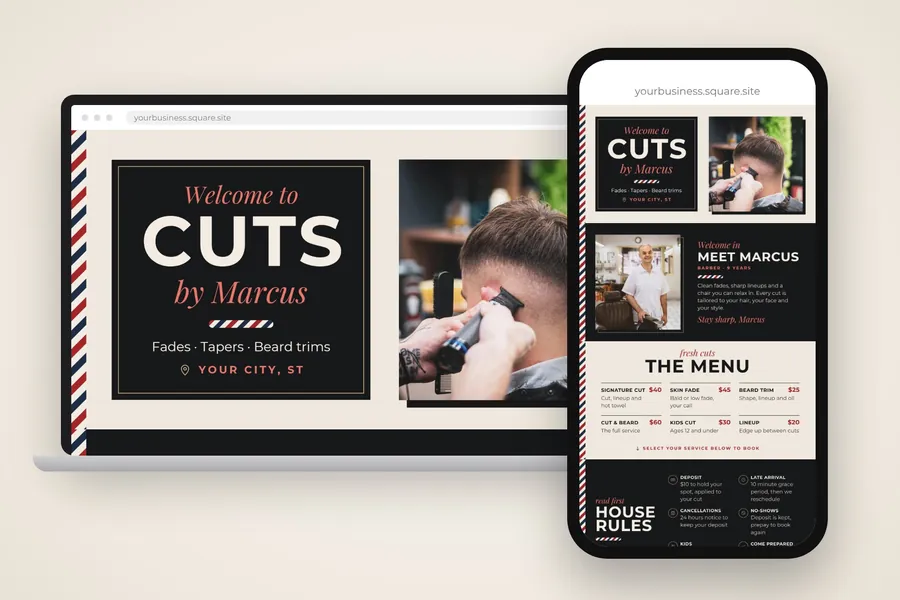 yourbusiness.square.site
Welcome to
CUTS
by Marcus
Fades · Tapers · Beard trims
YOUR CITY, ST
yourbusiness.square.site
Welcome to
CUTS
by Marcus
Fades · Tapers · Beard trims
YOUR CITY, ST
Welcome in
MEET MARCUS
BARBER · 9 YEARS
Clean fades, sharp lineups and a
chair you can relax in. Every cut is
tailored to your hair, your face and
your style.
Stay sharp, Marcus
fresh cuts
THE MENU
SIGNATURE CUT $40
Cut, lineup and
hot towel
SKIN FADE $45
Bald or low fade,
your call
BEARD TRIM $25
Shape, lineup and oil
CUT & BEARD $60
The full service
KIDS CUT $30
Ages 12 and under
LINEUP $20
Edge up between cuts
↓ SELECT YOUR SERVICE BELOW TO BOOK
read first
HOUSE
RULES
DEPOSIT
$10 to hold your
spot, applied to
your cut
LATE ARRIVAL
10 minute grace
period, then we
reschedule
CANCELLATIONS
24 hours notice to
keep your deposit
NO-SHOWS
Deposit is kept,
prepay to book
again
KIDS
COME PREPARED